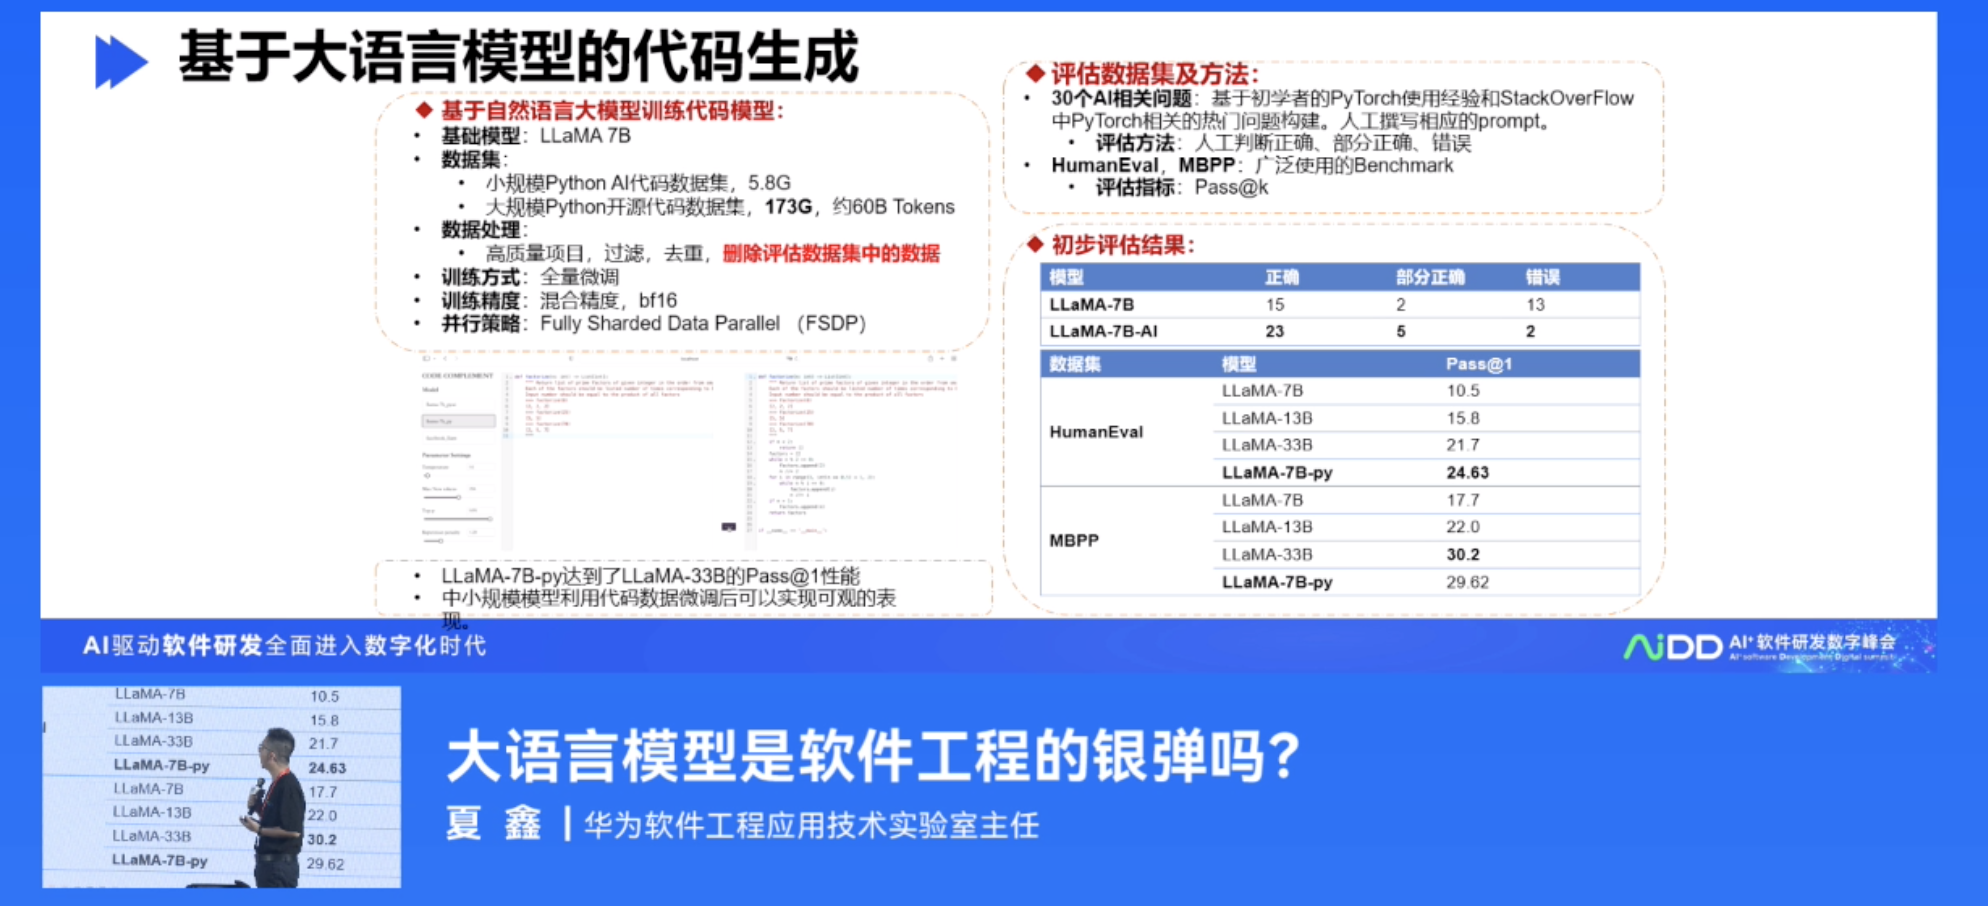 基于大语言模型的代码生成
◆ 基于自然语言大模型训练代码模型：
• 基础模型：LLaMA 7B
• 数据集：
• 小规模Python AI代码数据集，5.8G
• 大规模Python开源代码数据集，173G，约60B Tokens
• 数据处理：
• 高质量项目，过滤，去重，删除评估数据集中的数据
• 训练方式：全量微调
• 训练精度：混合精度，bf16
• 并行策略：Fully Sharded Data Parallel （FSDP）
CODE COMPLEMENT
Model
Parameter Settings
• LLaMA-7B-py达到了LLaMA-33B的Pass@1性能
• 中小规模模型利用代码数据微调后可以实现可观的表
现。
◆ 评估数据集及方法：
• 30个AI相关问题：基于初学者的PyTorch使用经验和StackOverFlow
中PyTorch相关的热门问题构建。人工撰写相应的prompt。
• 评估方法：人工判断正确、部分正确、错误
• HumanEval，MBPP：广泛使用的Benchmark
• 评估指标：Pass@k
◆ 初步评估结果：
模型 正确 部分正确 错误
LLaMA-7B 15 2 13
LLaMA-7B-AI 23 5 2
数据集 模型 Pass@1
LLaMA-7B 10.5
LLaMA-13B 15.8
HumanEval
LLaMA-33B 21.7
LLaMA-7B-py 24.63
LLaMA-7B 17.7
LLaMA-13B 22.0
MBPP
LLaMA-33B 30.2
LLaMA-7B-py 29.62
AI驱动软件研发全面进入数字化时代
AiDD AI+软件研发数字峰会
AI+software Development Digital summit
LLaMA-7B 10.5
LLaMA-13B 15.8
LLaMA-33B 21.7
LLaMA-7B-py 24.63
LLaMA-7B 17.7
LLaMA-13B 22.0
LLaMA-33B 30.2
LLaMA-7B-py 29.62
大语言模型是软件工程的银弹吗？
夏 鑫 | 华为软件工程应用技术实验室主任